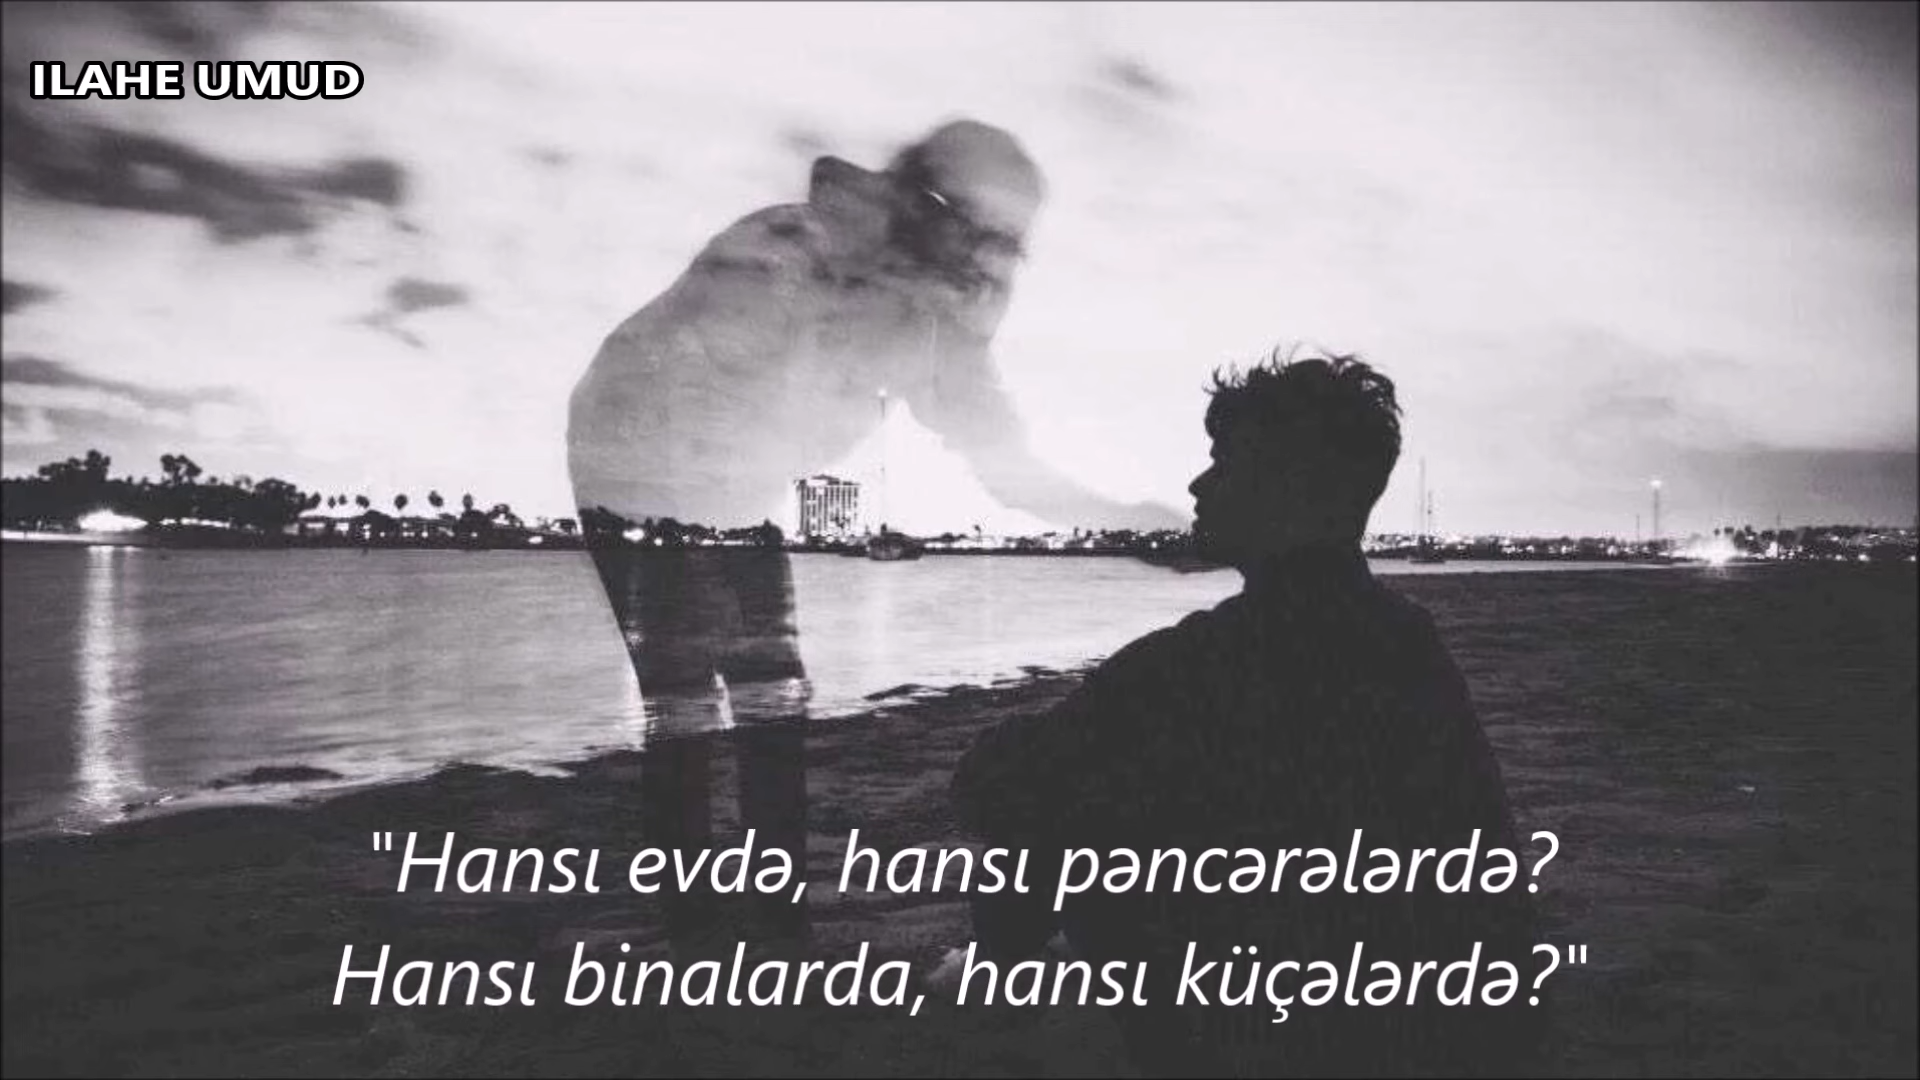 ILAHE UMUD
"Hansı evdə, hansı pəncərələrdə?
Hansı binalarda, hansı küçələrdə?"